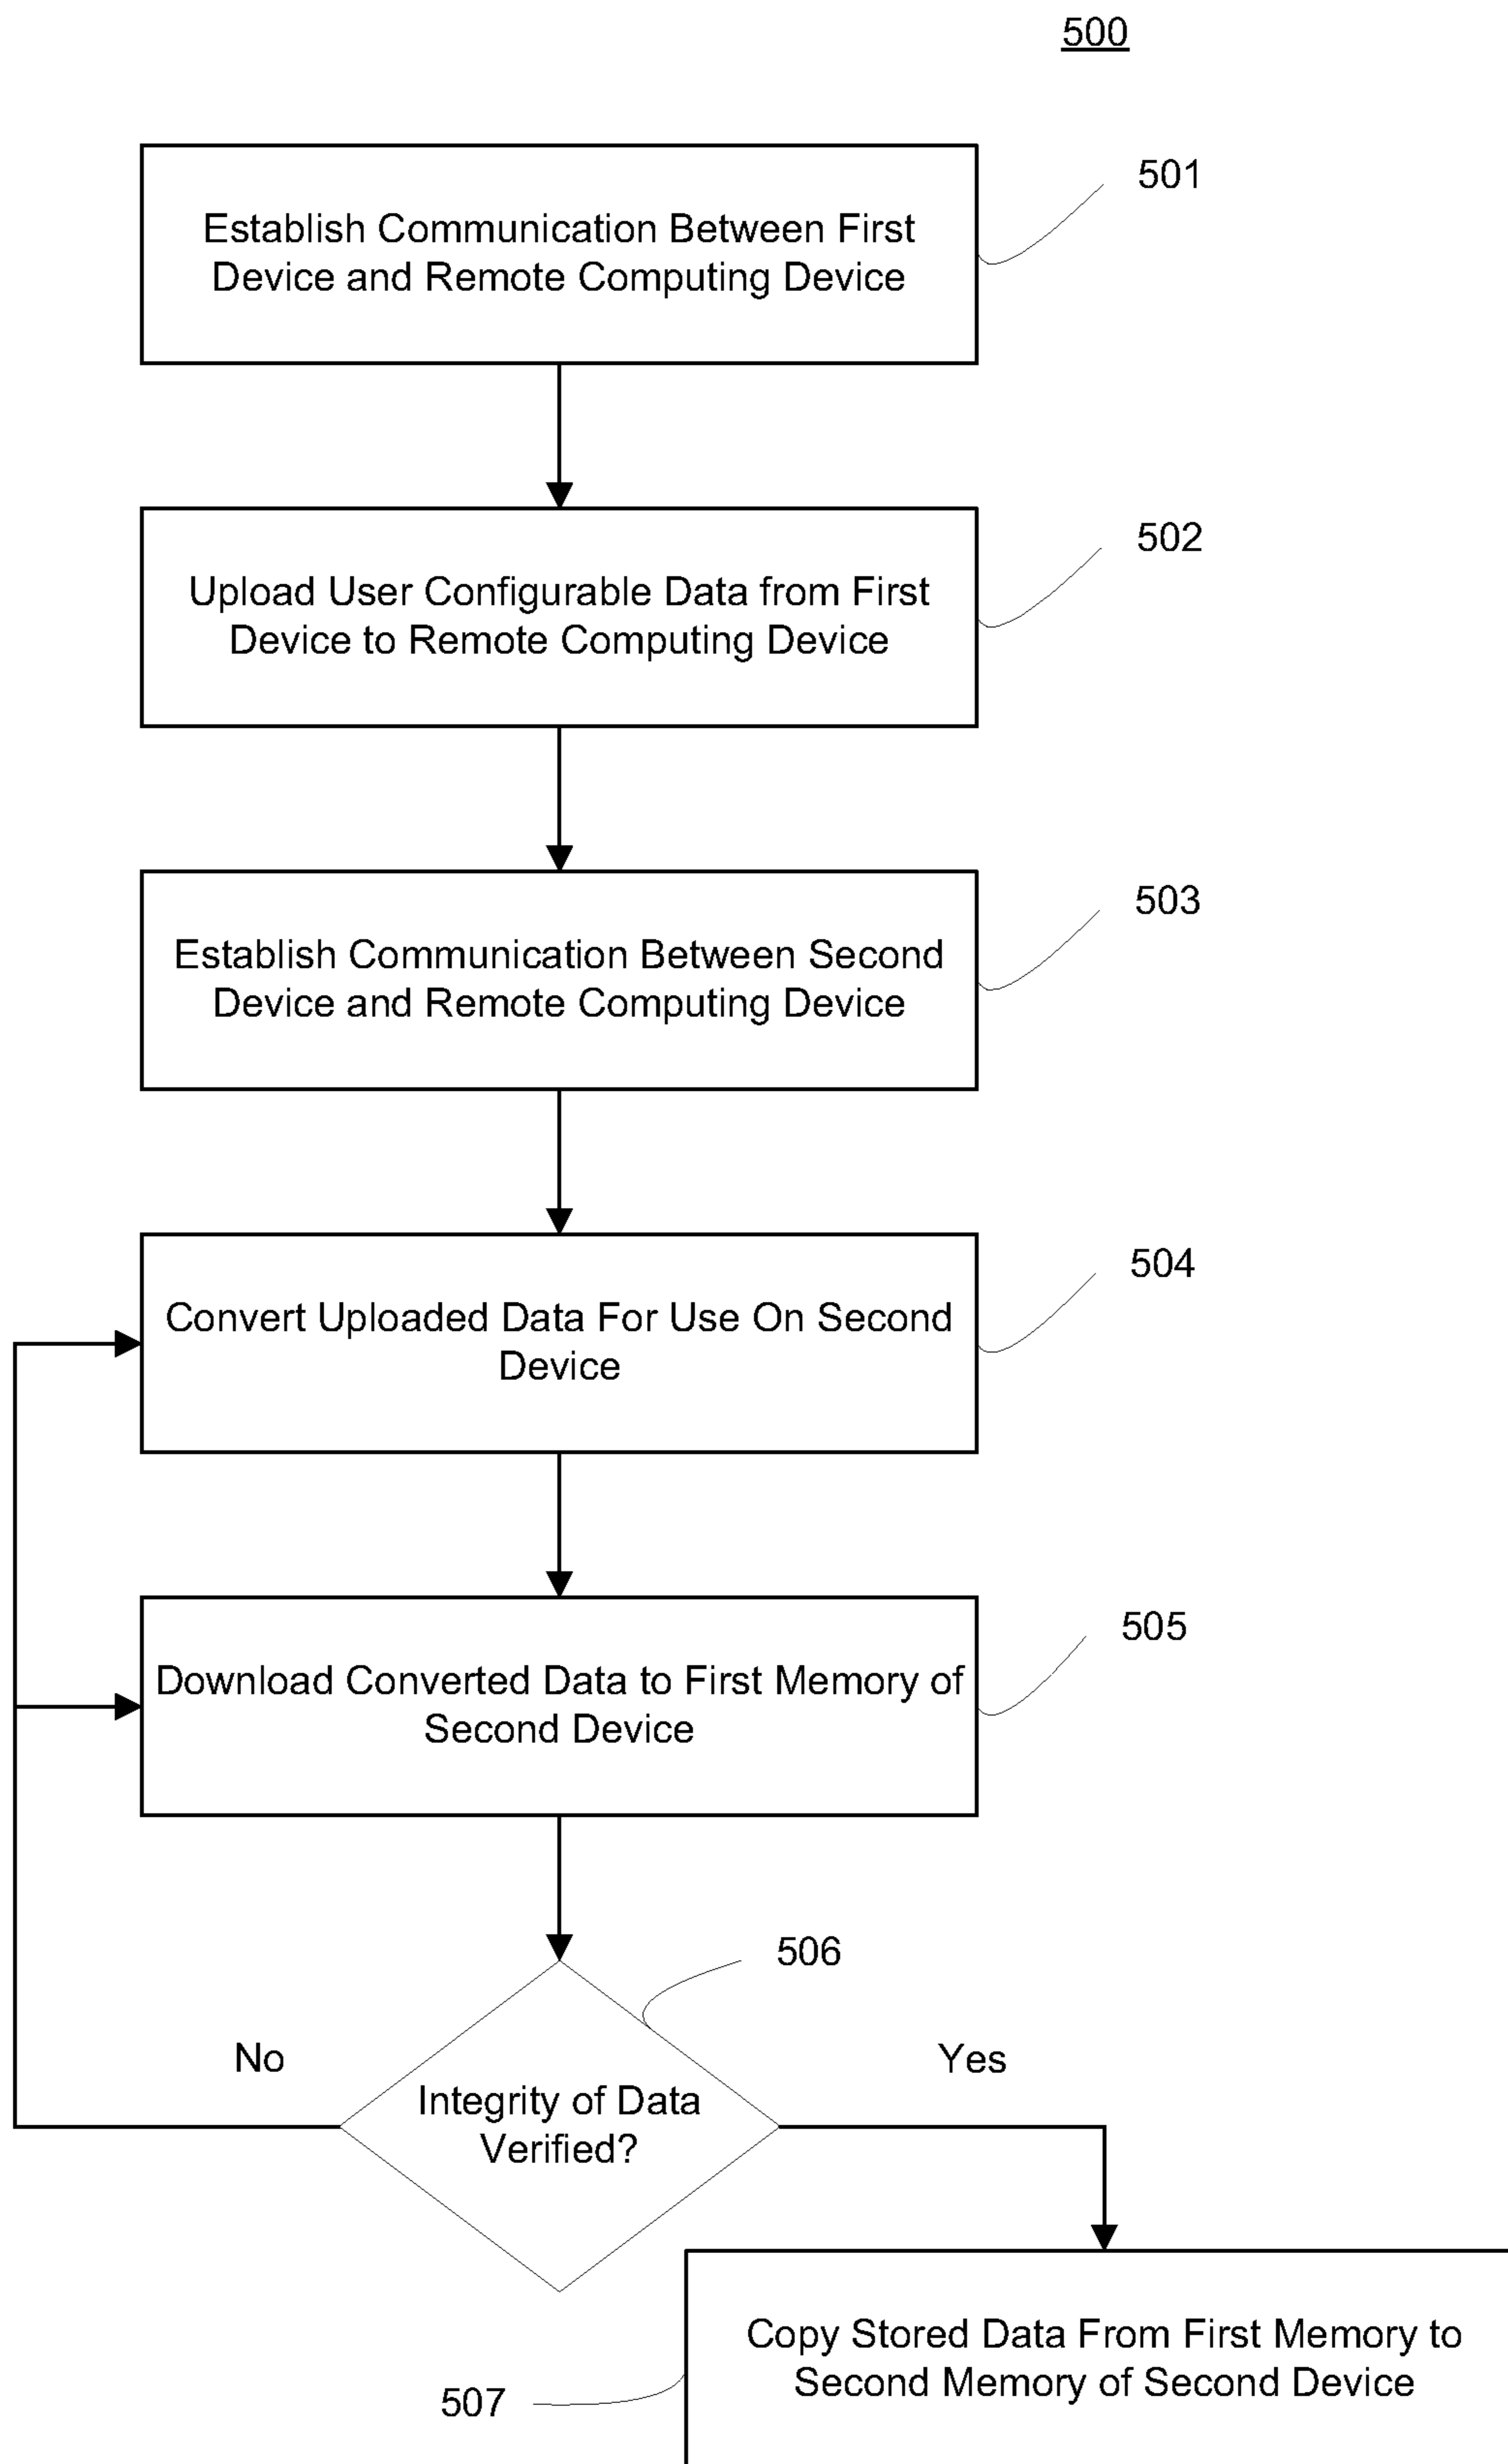 500
501
Establish Communication Between First
Device and Remote Computing Device
502
Upload User Configurable Data from First
Device to Remote Computing Device
503
Establish Communication Between Second
Device and Remote Computing Device
504
Convert Uploaded Data For Use On Second
Device
505
Download Converted Data to First Memory of
Second Device
506
No
Yes
Integrity of Data
Verified?
Copy Stored Data From First Memory to
Second Memory of Second Device
507